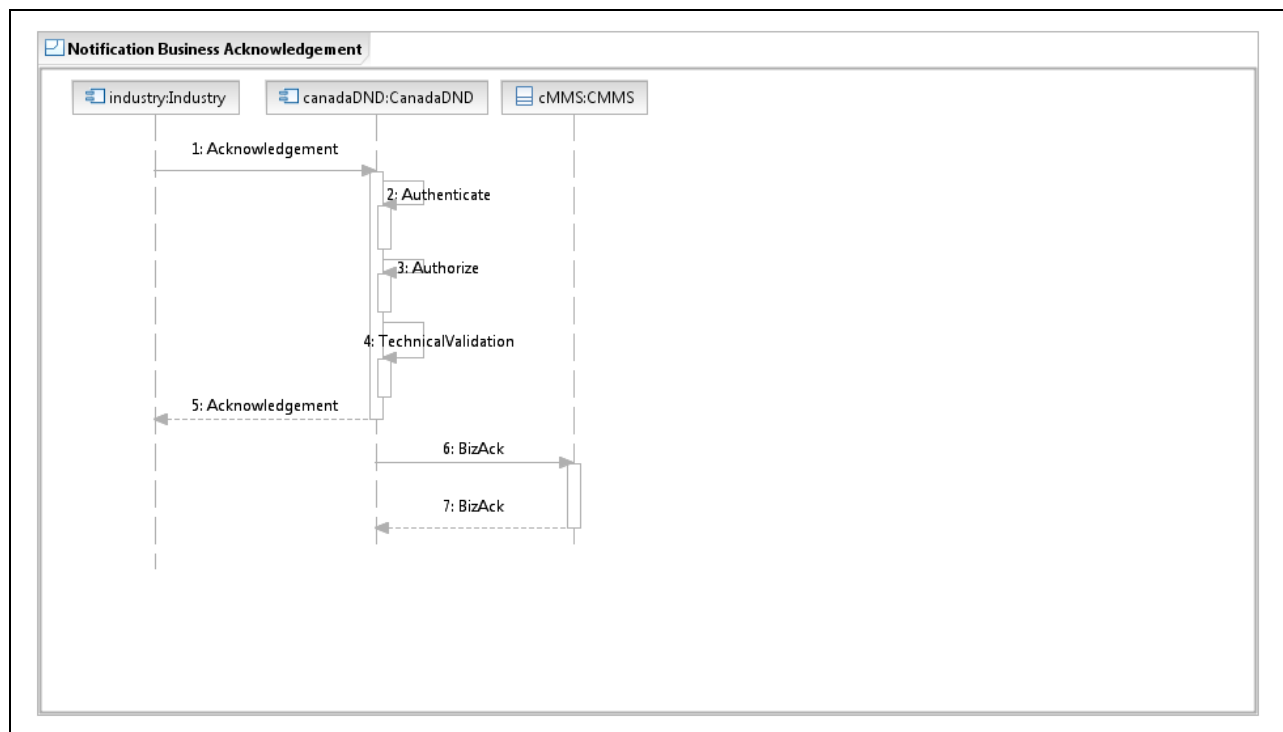 Notification Business Acknowledgement
industry:Industry
canadaDND:CanadaDND
cMMS:CMMS
1: Acknowledgement
2: Authenticate
3: Authorize
4: TechnicalValidation
5: Acknowledgement
6: BizAck
7: BizAck